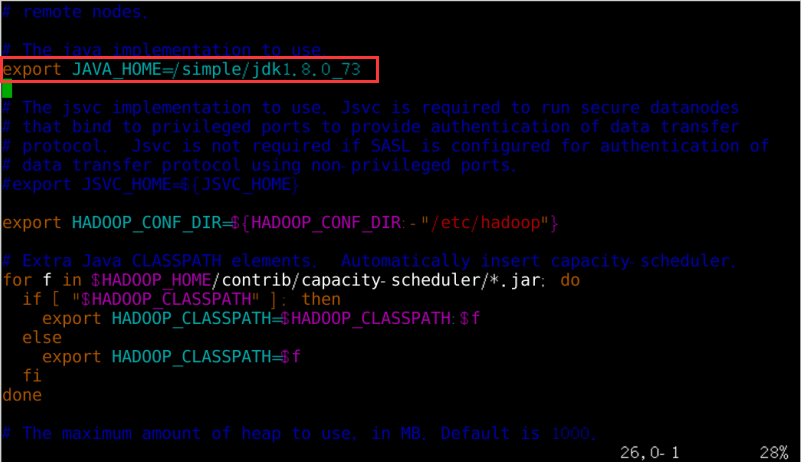 # remote nodes.
# The java implementation to use.
export JAVA_HOME=/simple/jdk1.8.0_73
# The jsvc implementation to use. Jsvc is required to run secure datanodes
# that bind to privileged ports to provide authentication of data transfer
# protocol.  Jsvc is not required if SASL is configured for authentication of
# data transfer protocol using non-privileged ports.
#export JSVC_HOME=${JSVC_HOME}
export HADOOP_CONF_DIR=${HADOOP_CONF_DIR:-"/etc/hadoop"}
# Extra Java CLASSPATH elements.  Automatically insert capacity-scheduler.
for f in $HADOOP_HOME/contrib/capacity-scheduler/*.jar; do
  if [ "$HADOOP_CLASSPATH" ]; then
    export HADOOP_CLASSPATH=$HADOOP_CLASSPATH:$f
  else
    export HADOOP_CLASSPATH=$f
  fi
done
# The maximum amount of heap to use, in MB. Default is 1000.
26,0-1 28%